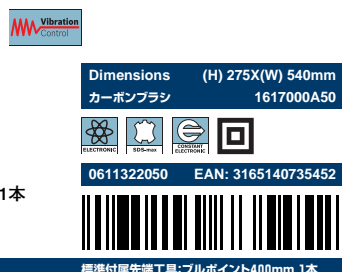 Vibration
Control
Dimensions (H) 275X(W) 540mm
カーボンブラシ 1617000A50
ELECTRONIC SDS-max CONSTANT ELECTRONIC
0611322050 EAN: 3165140735452
1本
標準付属先端工具:ブルポイント400mm 1本